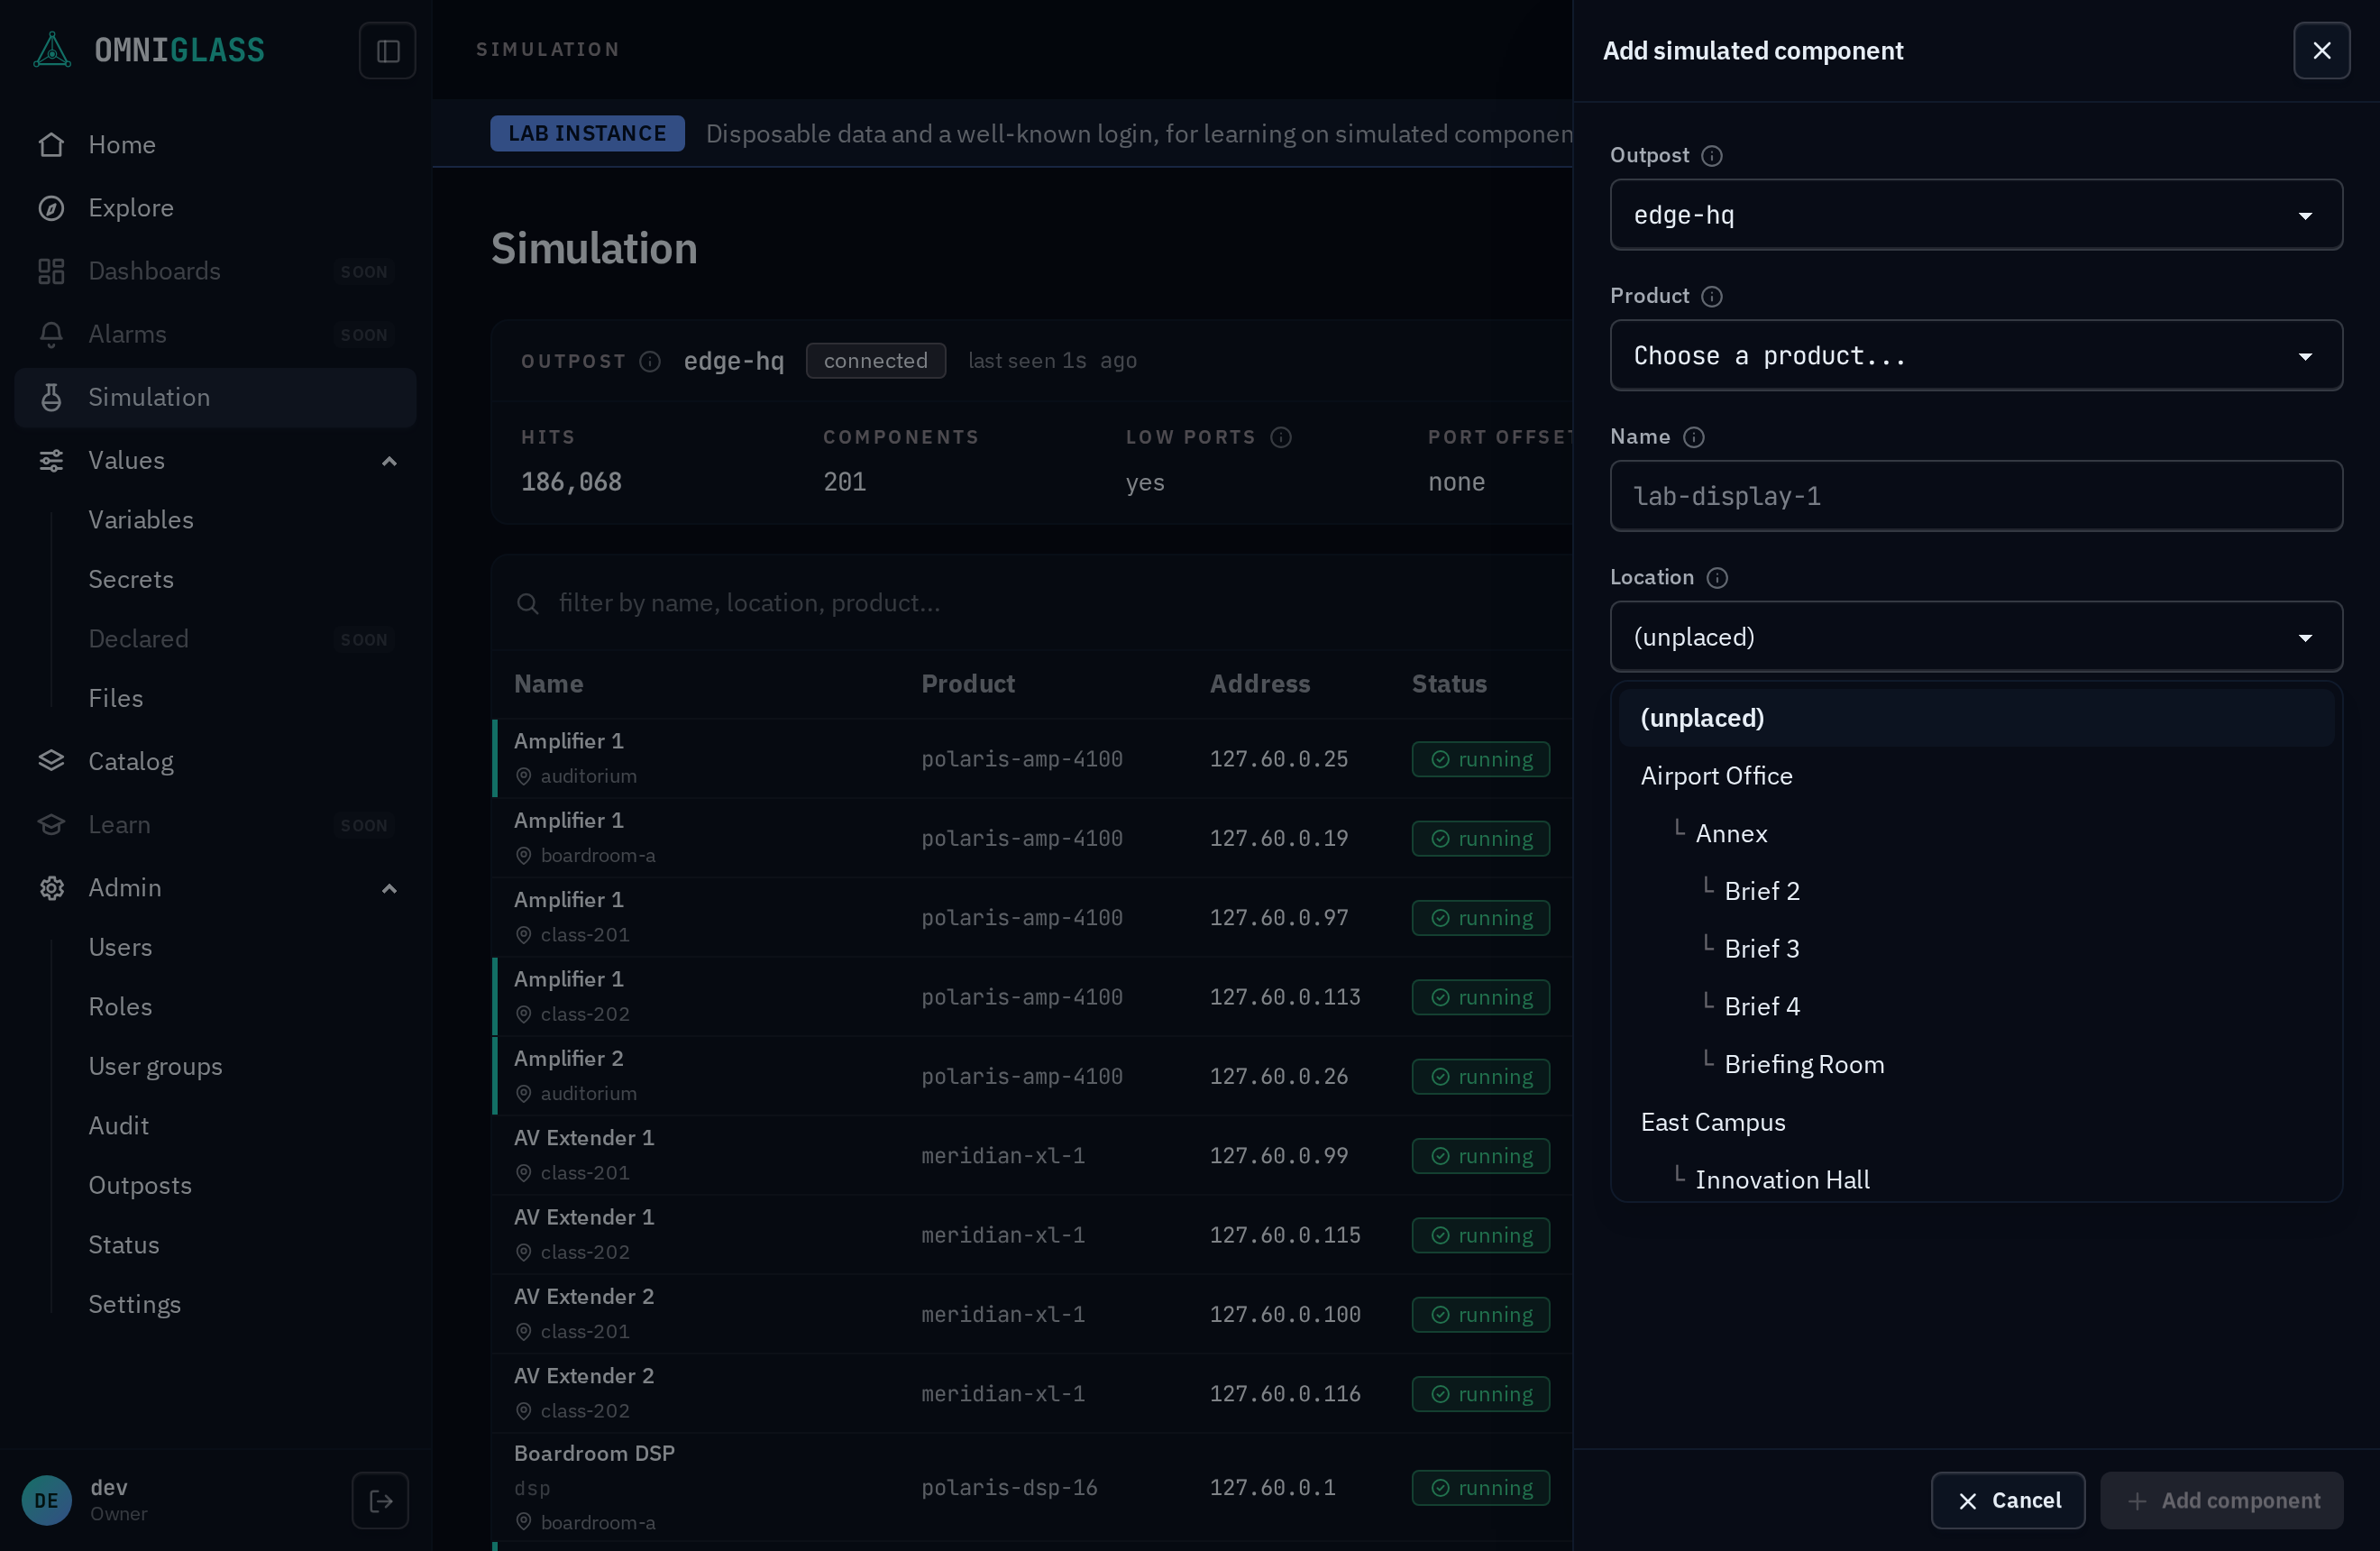 OMNIGLASS
Home
Explore
Dashboards SOON
Alarms SOON
Simulation
Values
Variables
Secrets
Declared SOON
Files
Catalog
Learn SOON
Admin
Users
Roles
User groups
Audit
Outposts
Status
Settings
DE dev
Owner
SIMULATION
LAB INSTANCE Disposable data and a well-known login, for learning on simulated componen
Simulation
OUTPOST edge-hq connected last seen 1s ago
HITS COMPONENTS LOW PORTS PORT OFFSET
186,068 201 yes none
filter by name, location, product...
Name Product Address Status
Amplifier 1
auditorium
polaris-amp-4100 127.60.0.25 running
Amplifier 1
boardroom-a
polaris-amp-4100 127.60.0.19 running
Amplifier 1
class-201
polaris-amp-4100 127.60.0.97 running
Amplifier 1
class-202
polaris-amp-4100 127.60.0.113 running
Amplifier 2
auditorium
polaris-amp-4100 127.60.0.26 running
AV Extender 1
class-201
meridian-xl-1 127.60.0.99 running
AV Extender 1
class-202
meridian-xl-1 127.60.0.115 running
AV Extender 2
class-201
meridian-xl-1 127.60.0.100 running
AV Extender 2
class-202
meridian-xl-1 127.60.0.116 running
Boardroom DSP
dsp
boardroom-a
polaris-dsp-16 127.60.0.1 running
Add simulated component
Outpost
edge-hq
Product
Choose a product...
Name
lab-display-1
Location
(unplaced)
(unplaced)
Airport Office
Annex
Brief 2
Brief 3
Brief 4
Briefing Room
East Campus
Innovation Hall
Cancel
Add component